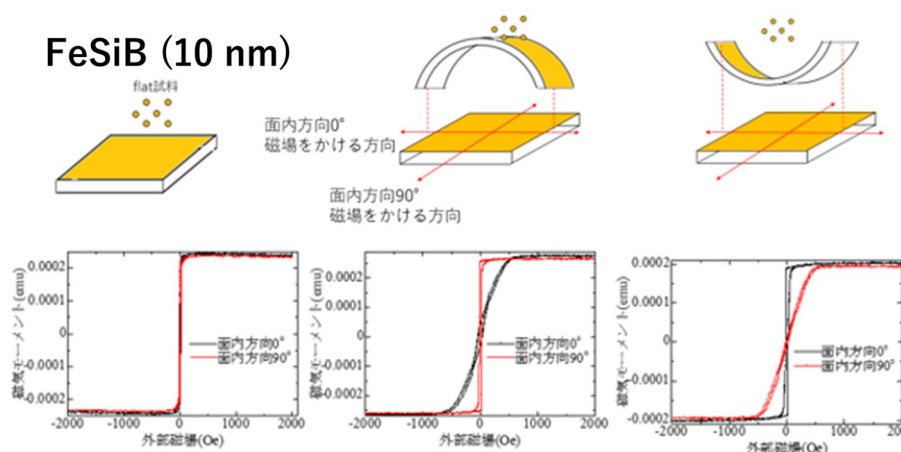 FeSiB (10 nm)
flat試料
面内方向0°
磁場をかける方向
面内方向90°
磁場をかける方向
磁気モーメント(emu)
0.0002
0.0001
0
-0.0001
-0.0002
面内方向0°
面内方向90°
-2000
-1000
0
1000
2000
外部磁場(Oe)
磁気モーメント(emu)
0.0002
0.0001
0
-0.0001
-0.0002
面内方向0°
面内方向90°
-2000
-1000
0
1000
2000
外部磁場(Oe)
磁気モーメント(emu)
0.0002
0.0001
0
-0.0001
-0.0002
面内方向0°
面内方向90°
-2000
-1000
0
1000
外部磁場(Oe)